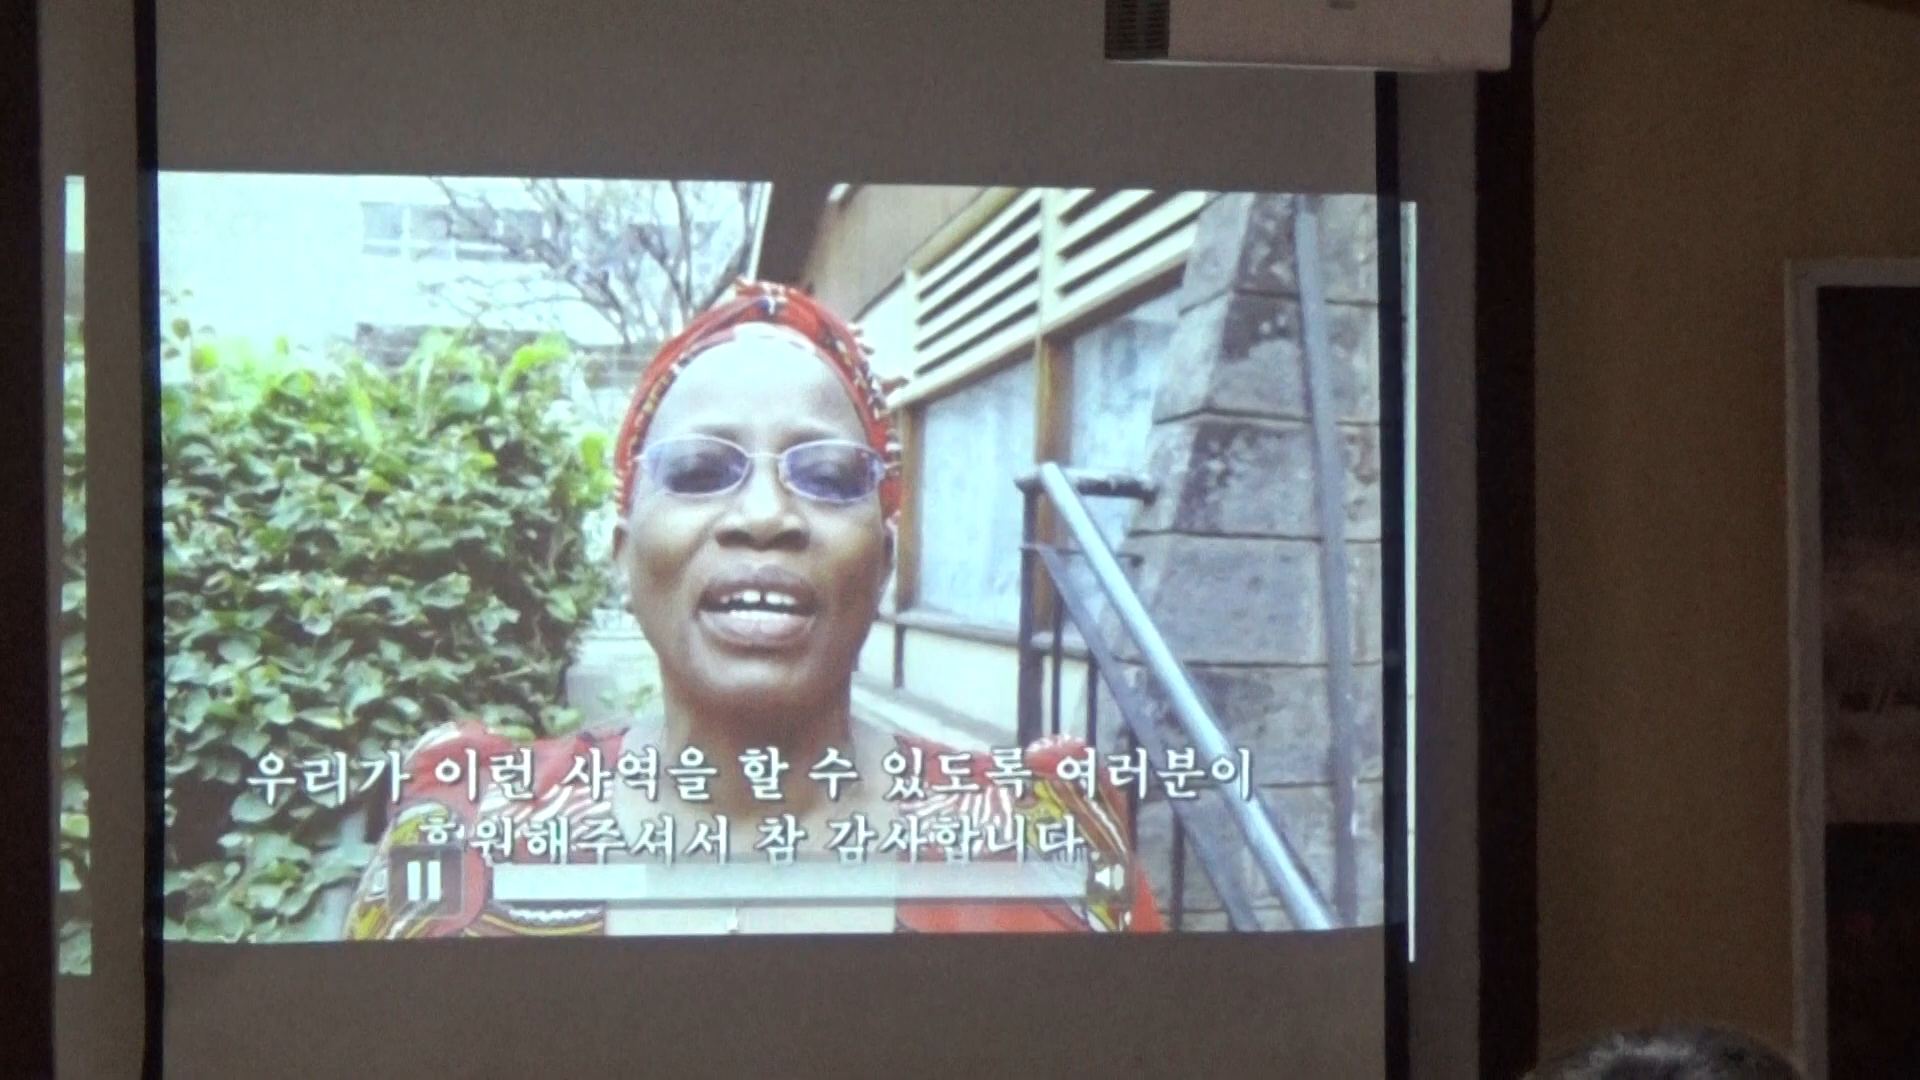 우리가 이런 사역을 할 수 있도록 여러분이
후원해주셔서 참 감사합니다.